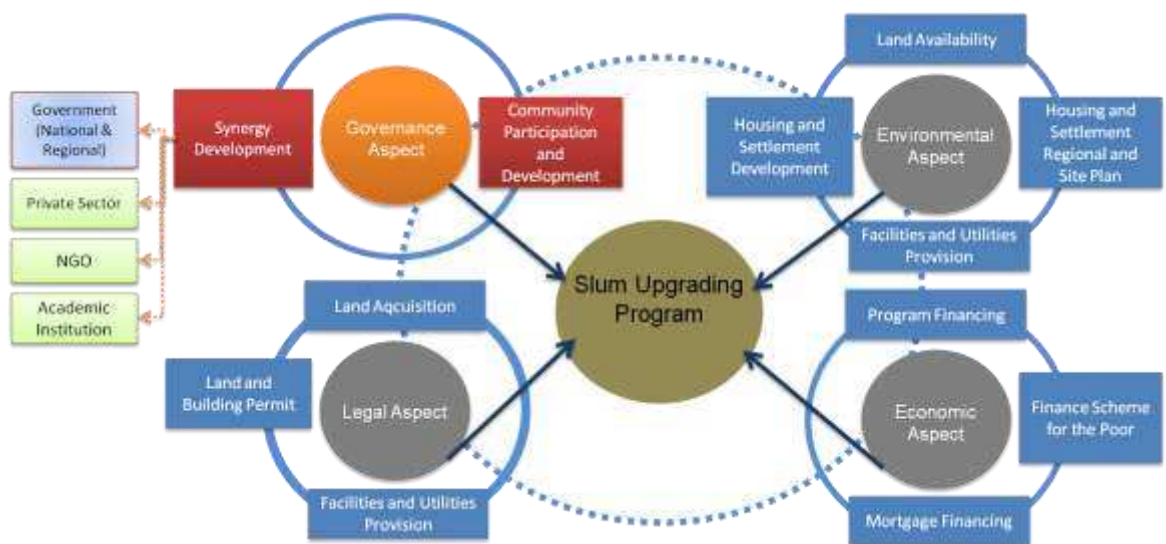 Government
(National &
Regional)
Private Sector
NGO
Academic
Institution
Synergy
Development
Governance
Aspect
Community
Participation
and
Development
Land Availability
Housing and
Settlement
Development
Environmental
Aspect
Housing and
Settlement
Regional and
Site Plan
Facilities and Utilities
Provision
Slum Upgrading
Program
Land Aqcuisition
Land and
Building Permit
Legal Aspect
Facilities and Utilities
Provision
Program Financing
Economic
Aspect
Finance Scheme
for the Poor
Mortgage Financing